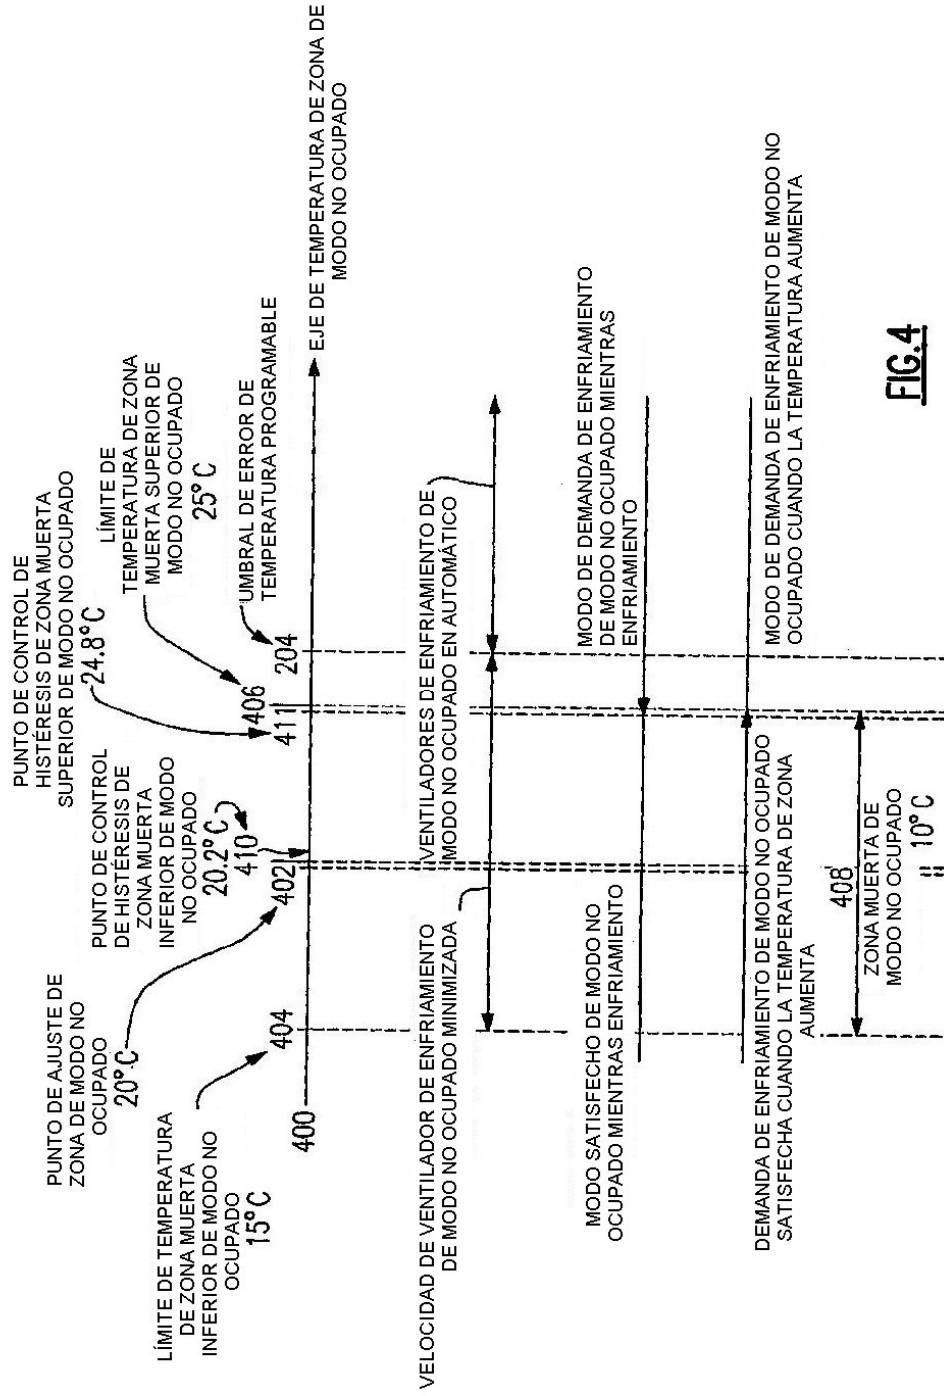 PUNTO DE CONTROL DE
HISTÉRESIS DE ZONA MUERTA
SUPERIOR DE MODO NO OCUPADO
24.8°C
LÍMITE DE
TEMPERATURA DE ZONA
MUERTA SUPERIOR DE
MODO NO OCUPADO
25°C
UMBRAL DE ERROR DE
TEMPERATURA PROGRAMABLE
PUNTO DE CONTROL
DE HISTÉRESIS DE
ZONA MUERTA
INFERIOR DE MODO
NO OCUPADO
20.2°C
PUNTO DE AJUSTE DE
ZONA DE MODO NO
OCUPADO
20°C
LÍMITE DE TEMPERATURA
DE ZONA MUERTA
INFERIOR DE MODO NO
OCUPADO
15°C
404
402
410
411
406
204
400
EJE DE TEMPERATURA DE ZONA DE
MODO NO OCUPADO
VELOCIDAD DE VENTILADOR DE ENFRIAMIENTO
DE MODO NO OCUPADO MINIMIZADA
VENTILADORES DE ENFRIAMIENTO DE
MODO NO OCUPADO EN AUTOMÁTICO
MODO SATISFECHO DE MODO NO
OCUPADO MIENTRAS ENFRIAMIENTO
MODO DE DEMANDA DE ENFRIAMIENTO
DE MODO NO OCUPADO MIENTRAS
ENFRIAMIENTO
DEMANDA DE ENFRIAMIENTO DE MODO NO OCUPADO
SATISFECHA CUANDO LA TEMPERATURA DE ZONA
AUMENTA
MODO DE DEMANDA DE ENFRIAMIENTO DE MODO NO
OCUPADO CUANDO LA TEMPERATURA AUMENTA
408
ZONA MUERTA DE
MODO NO OCUPADO
10°C
FIG.4